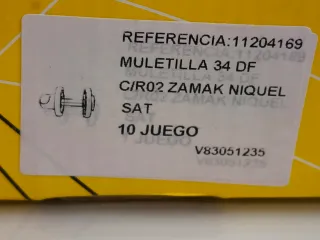 REFERENCIA:11204169
MULETILLA 34 DF
C/R02 ZAMAK NIQUEL
SAT
10 JUEGO
V83051235